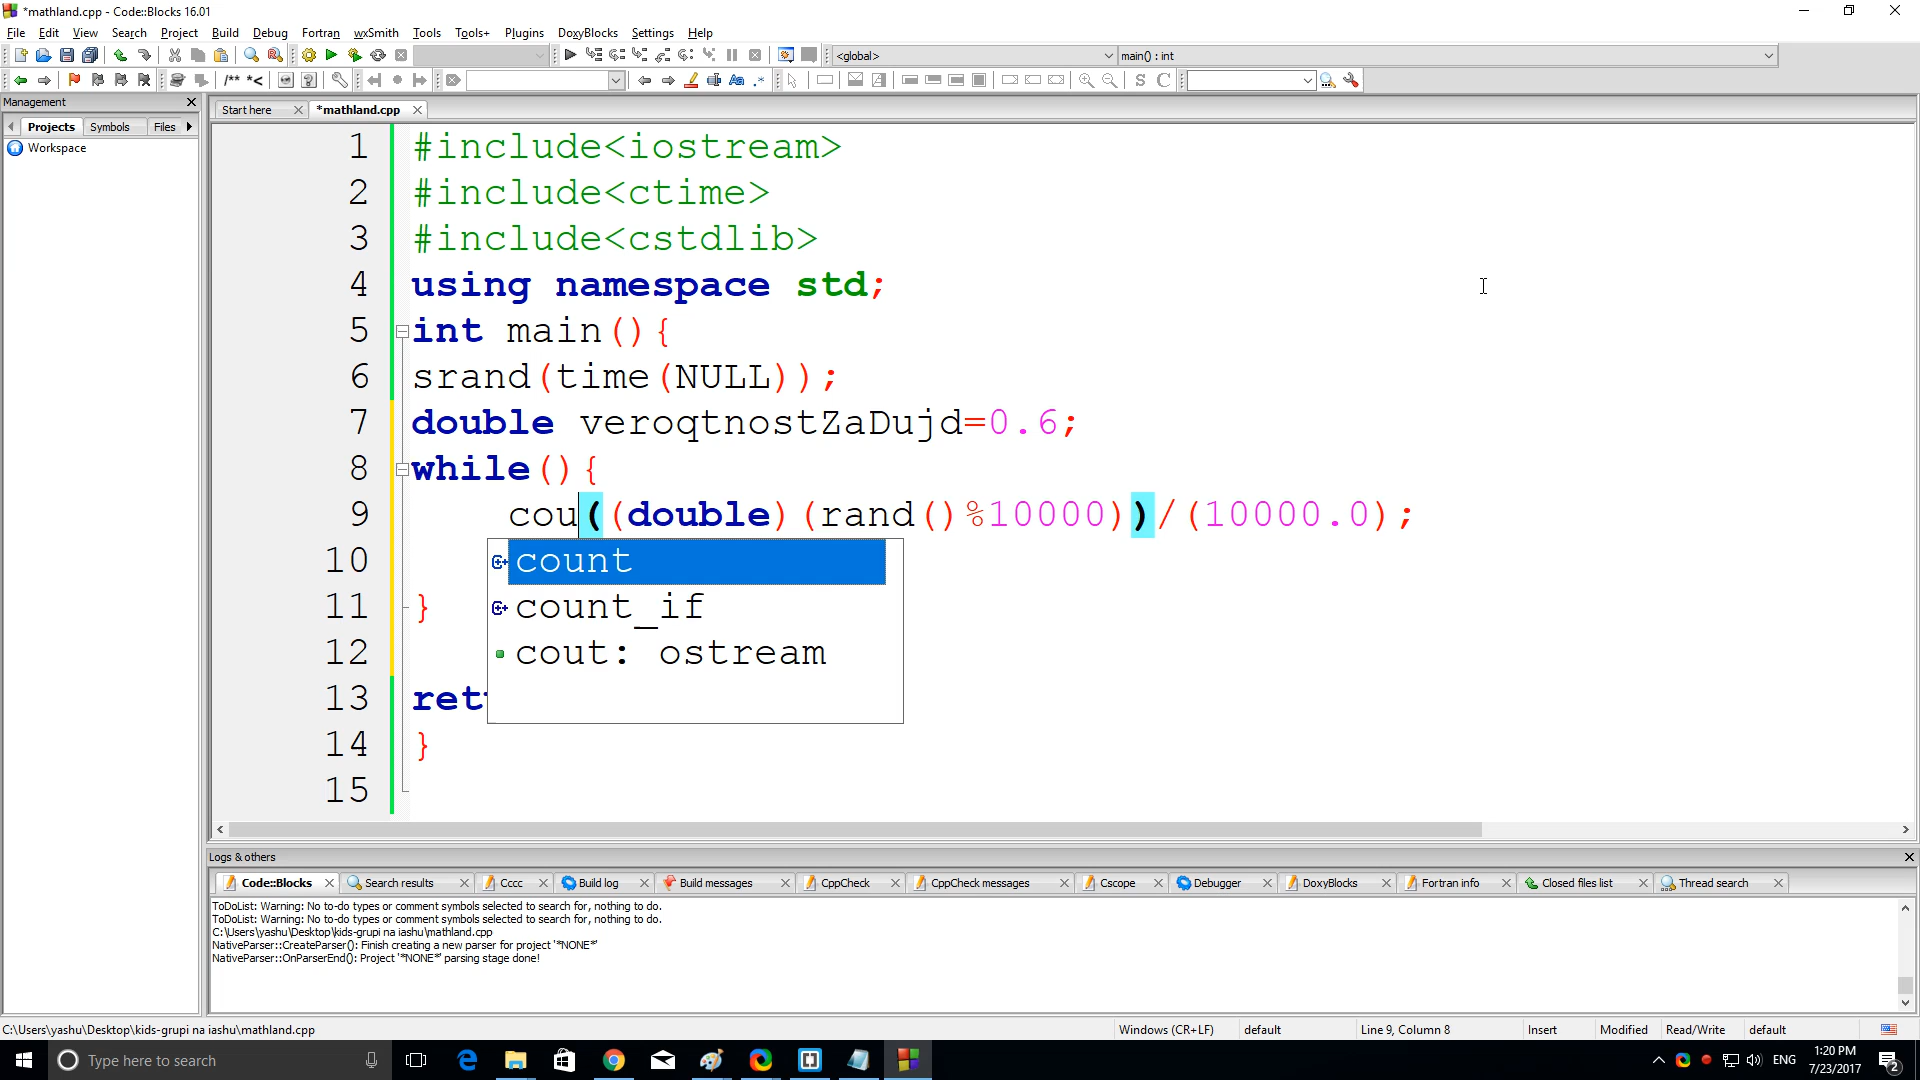 *mathland.cpp - Code::Blocks 16.01
File Edit View Search Project Build Debug Fortran wxSmith Tools Tools+ Plugins DoxyBlocks Settings Help
<global> main() : int
/** *<
Management
Start here *mathland.cpp
Projects Symbols Files
Workspace
1 #include<iostream>
2 #include<ctime>
3 #include<cstdlib>
4 using namespace std;
5 int main(){
6 srand(time(NULL));
7 double veroqtnostZaDujd=0.6;
8 while(){
9 cou((double)(rand()%10000))/(10000.0);
10 count
11 } count_if
12 cout: ostream
13 ret
14 }
15
Logs & others
Code::Blocks Search results Cccc Build log Build messages CppCheck CppCheck messages Cscope Debugger DoxyBlocks Fortran info Closed files list Thread search
ToDoList: Warning: No to-do types or comment symbols selected to search for, nothing to do.
ToDoList: Warning: No to-do types or comment symbols selected to search for, nothing to do.
C:\Users\yashu\Desktop\kids-grupi na iashu\mathland.cpp
NativeParser::CreateParser(): Finish creating a new parser for project '*NONE*'
NativeParser::OnParserEnd(): Project '*NONE*' parsing stage done!
C:\Users\yashu\Desktop\kids-grupi na iashu\mathland.cpp Windows (CR+LF) default Line 9, Column 8 Insert Modified Read/Write default
Type here to search ENG 1:20 PM
7/23/2017 2